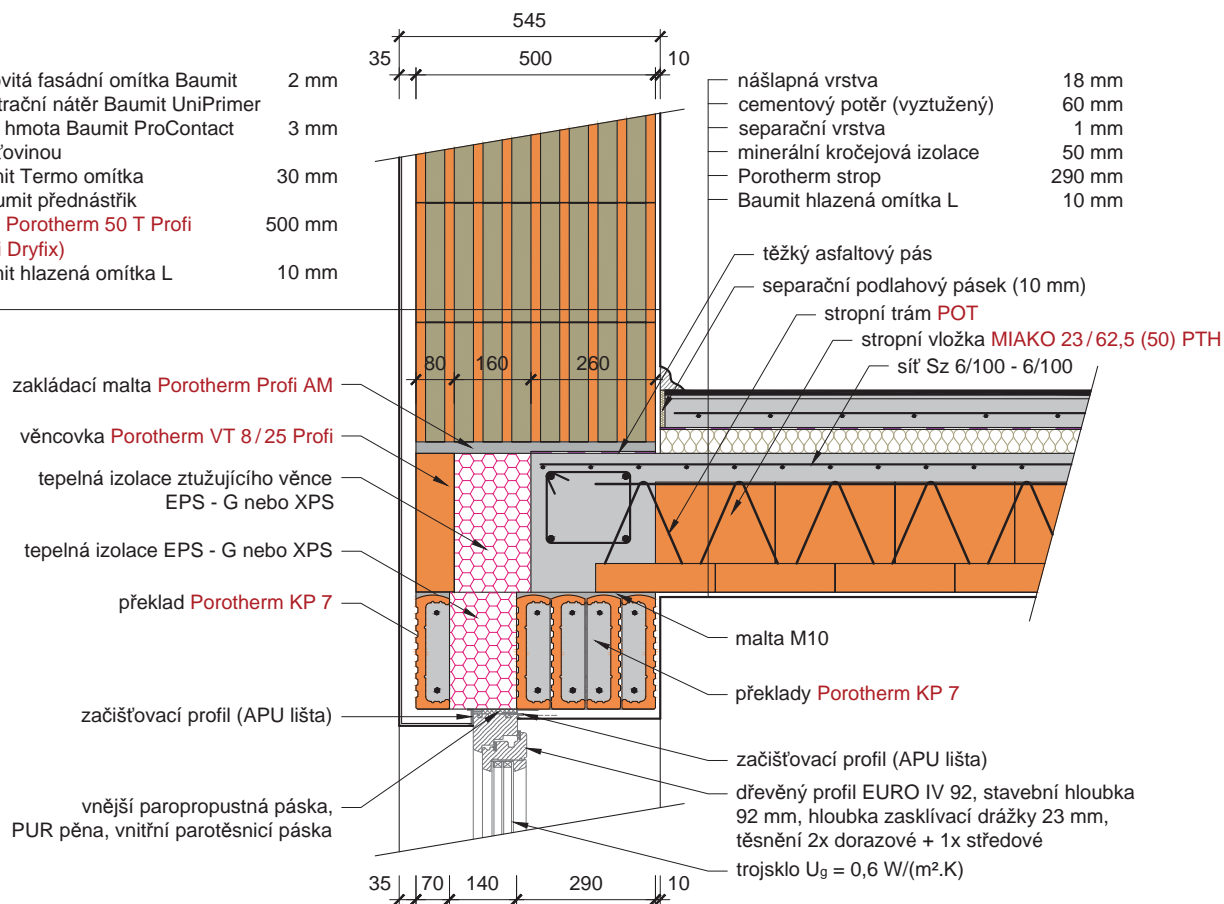 545
35 500 10
ovitá fasádní omítka Baumit 2 mm
trační nátěr Baumit UniPrimer
hmota Baumit ProContact 3 mm
ťovinou
nit Termo omítka 30 mm
umit přednástřik
Porotherm 50 T Profi 500 mm
i Dryfix)
nit hlazená omítka L 10 mm
nášlapná vrstva 18 mm
cementový potěr (vyztužený) 60 mm
separační vrstva 1 mm
minerální kročejová izolace 50 mm
Porotherm strop 290 mm
Baumit hlazená omítka L 10 mm
těžký asfaltový pás
separační podlahový pásek (10 mm)
stropní trám POT
stropní vložka MIAKO 23/62,5 (50) PTH
síť Sz 6/100 - 6/100
80 160 260
zakládací malta Porotherm Profi AM
věncovka Porotherm VT 8/25 Profi
tepelná izolace ztužujícího věnce
EPS - G nebo XPS
tepelná izolace EPS - G nebo XPS
překlad Porotherm KP 7
malta M10
překlady Porotherm KP 7
začišťovací profil (APU lišta)
začišťovací profil (APU lišta)
vnější paropropustná páska,
PUR pěna, vnitřní parotěsnicí páska
dřevěný profil EURO IV 92, stavební hloubka
92 mm, hloubka zasklívací drážky 23 mm,
těsnění 2x dorazové + 1x středové
trojsklo Ug = 0,6 W/(m².K)
35 70 140 290 10